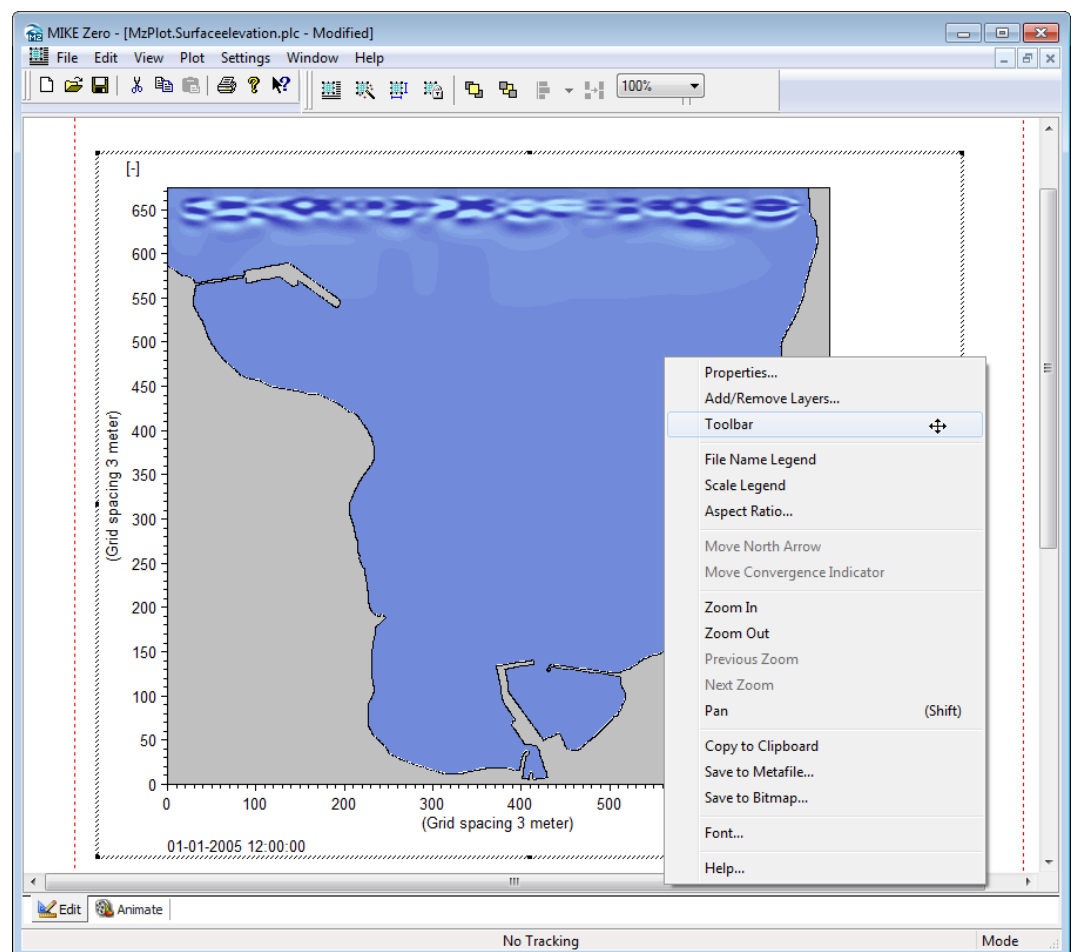 MIKE Zero - [MzPlot.Surfaceelevation.plc - Modified]
File Edit View Plot Settings Window Help
100%
[-]
650
600
550
500
450
400
350
300
250
200
150
100
50
0
(Grid spacing 3 meter)
0 100 200 300 400 500
(Grid spacing 3 meter)
01-01-2005 12:00:00
Properties...
Add/Remove Layers...
Toolbar
File Name Legend
Scale Legend
Aspect Ratio...
Move North Arrow
Move Convergence Indicator
Zoom In
Zoom Out
Previous Zoom
Next Zoom
Pan (Shift)
Copy to Clipboard
Save to Metafile...
Save to Bitmap...
Font...
Help...
Edit Animate
No Tracking Mode